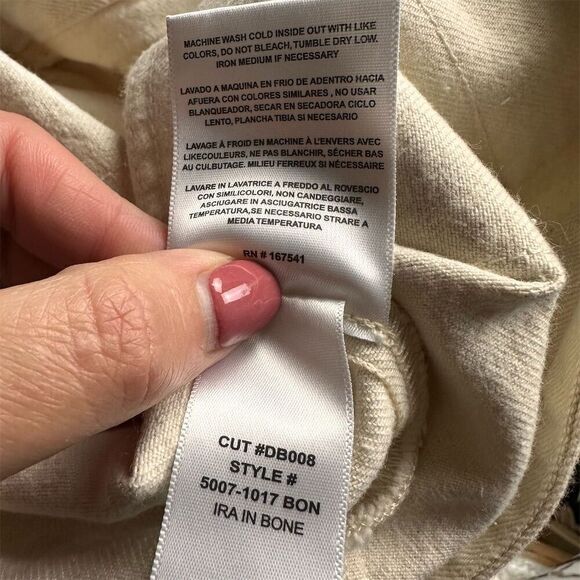 MACHINE WASH COLD INSIDE OUT WITH LIKE
COLORS, DO NOT BLEACH, TUMBLE DRY LOW.
IRON MEDIUM IF NECESSARY
LAVADO A MAQUINA EN FRIO DE ADENTRO HACIA
AFUERA CON COLORES SIMILARES , NO USAR
BLANQUEADOR, SECAR EN SECADORA CICLO
LENTO, PLANCHA TIBIA SI NECESARIO
LAVAGE À FROID EN MACHINE À L'ENVERS AVEC
LIKECOULEURS, NE PAS BLANCHIR, SÉCHER BAS
AU CULBUTAGE. MILIEU FERREUX SI NÉCESSAIRE
LAVARE IN LAVATRICE A FREDDO AL ROVESCIO
CON SIMILICOLORI, NON CANDEGGIARE,
ASCIUGARE IN ASCIUGATRICE BASSA
TEMPERATURA,SE NECESSARIO STRARE A
MEDIA TEMPERATURA
RN # 167541
CUT #DB008
STYLE #
5007-1017 BON
IRA IN BONE